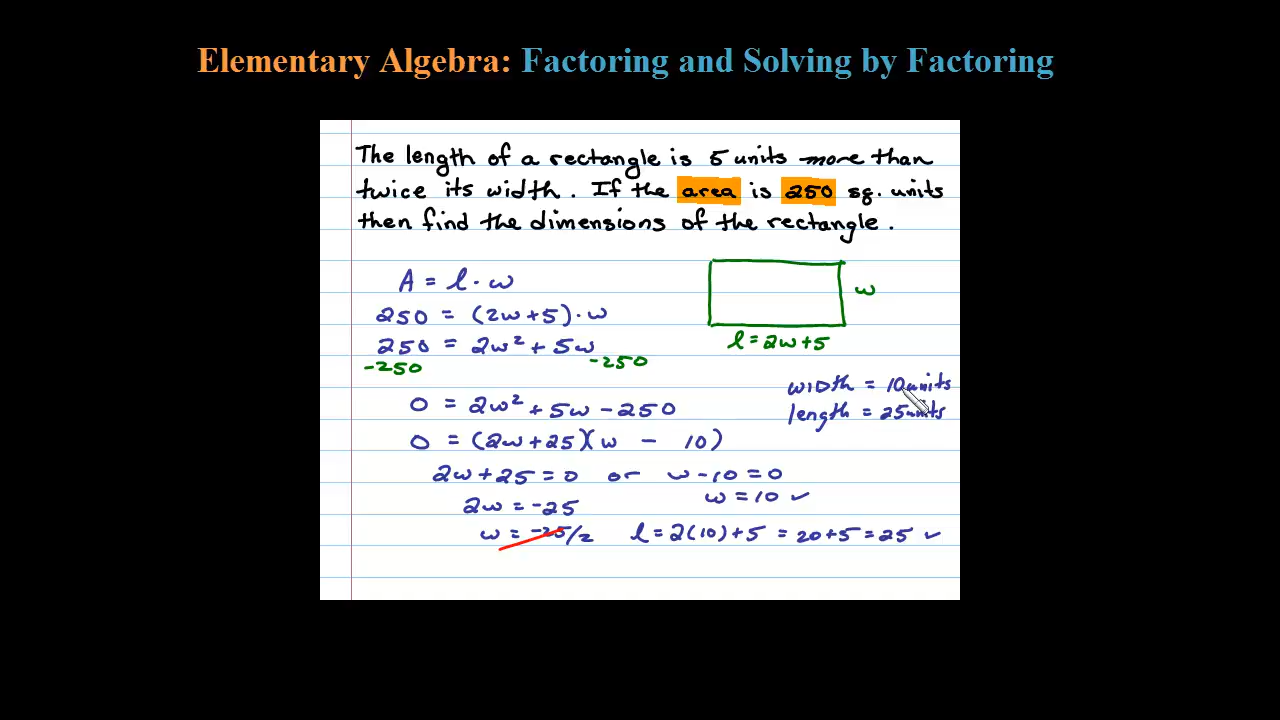 Elementary Algebra: Factoring and Solving by Factoring
The length of a rectangle is 5 units more than
twice its width. If the area is 250 sq. units
then find the dimensions of the rectangle.
A = l · w
w
250 = (2w+5) · w
l = 2w+5
250 = 2w² + 5w
-250 -250
width = 10 units
length = 25 units
0 = 2w² + 5w - 250
0 = (2w+25)(w - 10)
2w + 25 = 0 or w - 10 = 0
w = 10 ✓
2w = -25
w = -25/2 l = 2(10) + 5 = 20 + 5 = 25 ✓